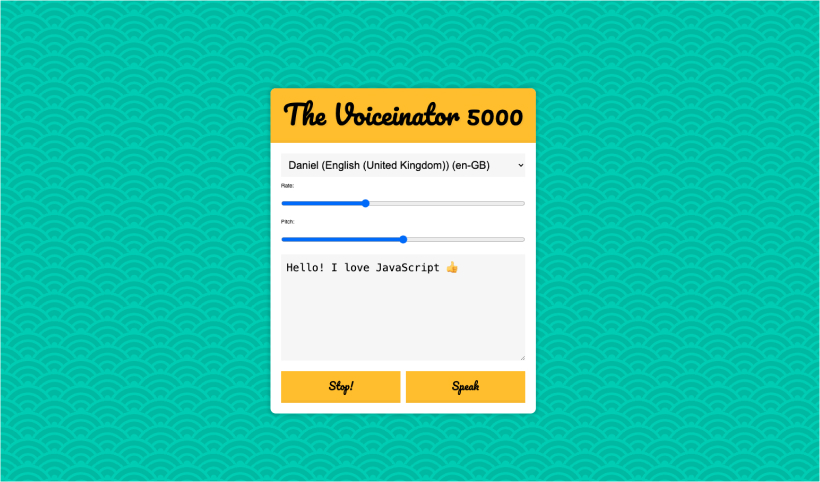 The Voiceinator 5000
Daniel (English (United Kingdom)) (en-GB)
Rate:
Pitch:
Hello! I love JavaScript 👍
Stop!
Speak